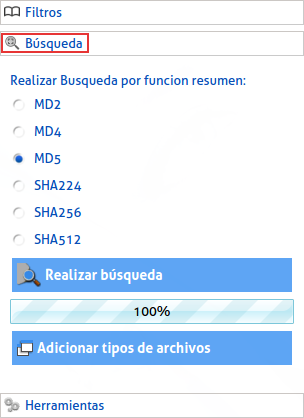 Filtros
Búsqueda
Realizar Busqueda por funcion resumen:
MD2
MD4
MD5
SHA224
SHA256
SHA512
Realizar búsqueda
100%
Adicionar tipos de archivos
Herramientas